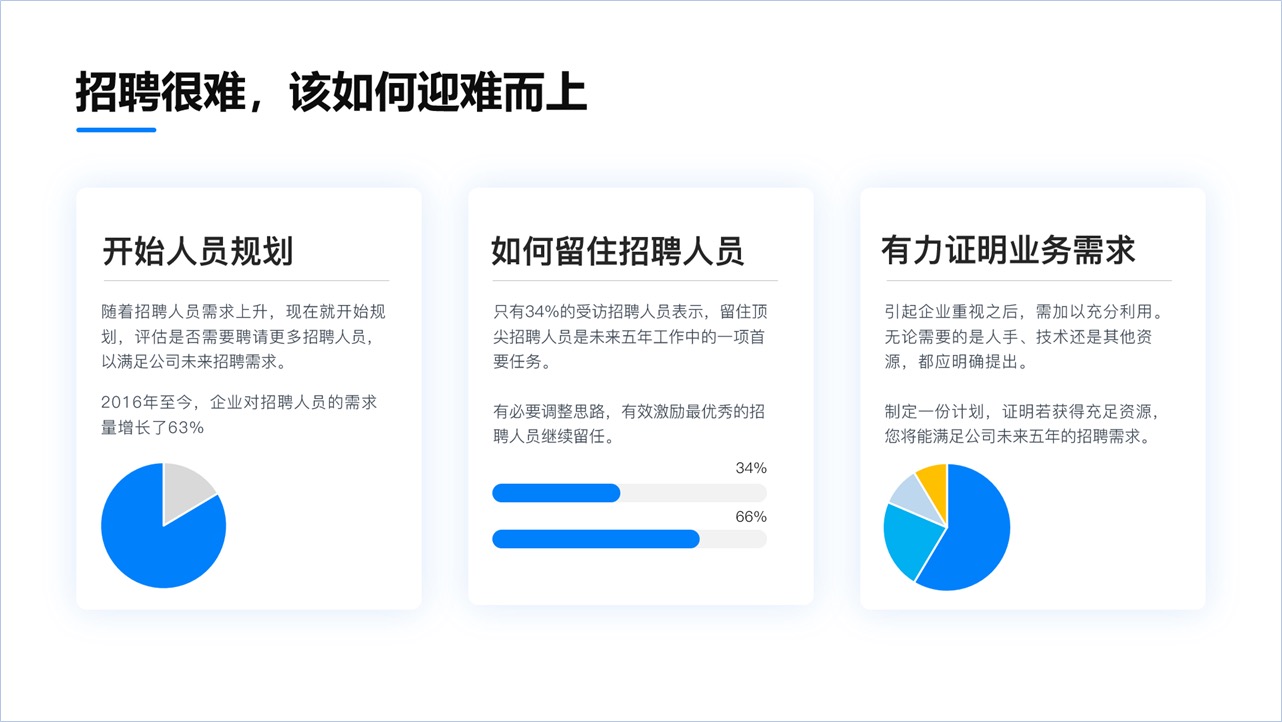 招聘很难，该如何迎难而上
开始人员规划
随着招聘人员需求上升，现在就开始规
划，评估是否需要聘请更多招聘人员，
以满足公司未来招聘需求。
2016年至今，企业对招聘人员的需求
量增长了63%
如何留住招聘人员
只有34%的受访招聘人员表示，留住顶
尖招聘人员是未来五年工作中的一项首
要任务。
有必要调整思路，有效激励最优秀的招
聘人员继续留任。
34%
66%
有力证明业务需求
引起企业重视之后，需加以充分利用。
无论需要的是人手、技术还是其他资
源，都应明确提出。
制定一份计划，证明若获得充足资源，
您将能满足公司未来五年的招聘需求。